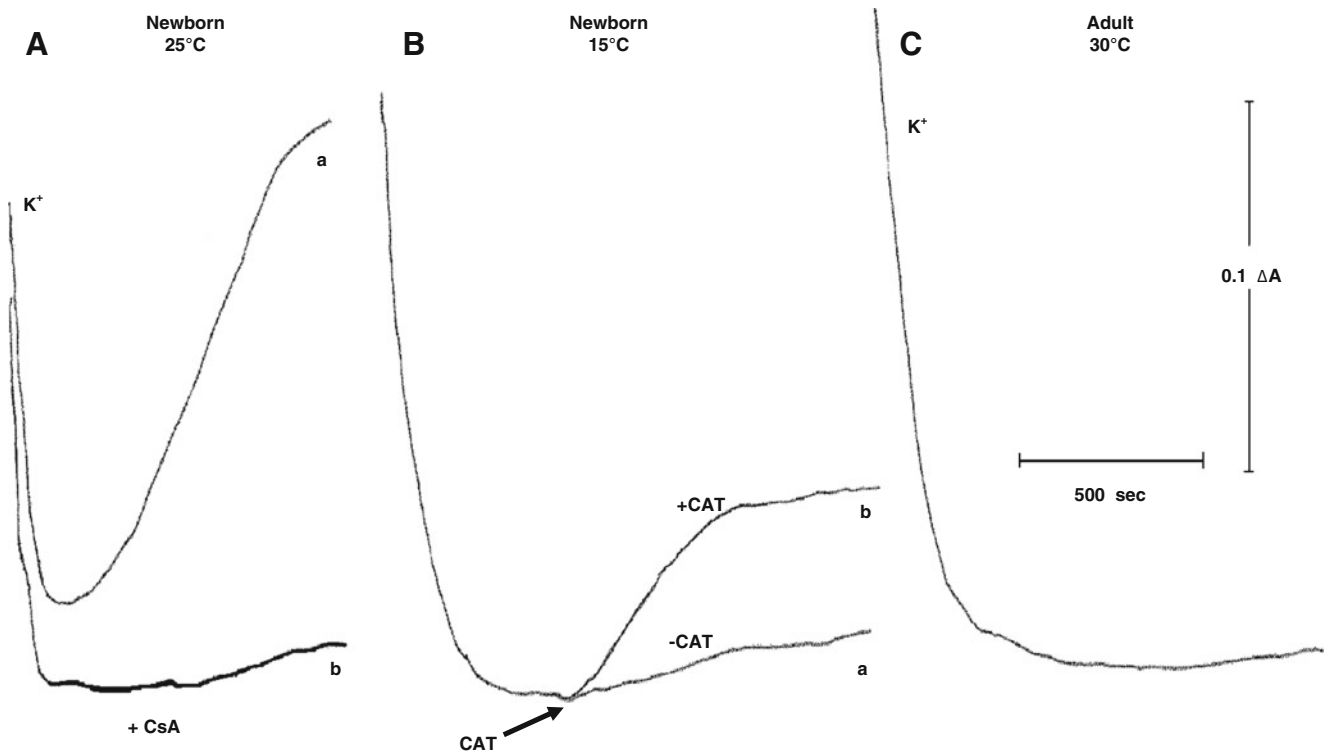 A
Newborn
25°C
K⁺
a
b
+ CsA
B
Newborn
15°C
+CAT
b
-CAT
a
CAT
C
Adult
30°C
K⁺
0.1 ΔA
500 sec